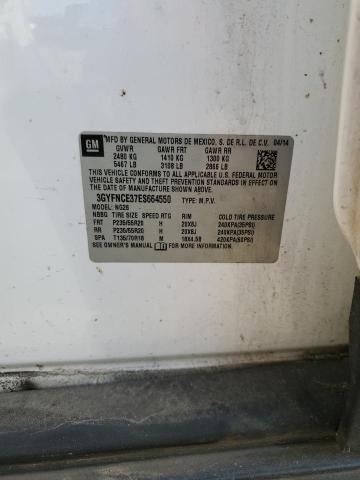 GM MFD BY GENERAL MOTORS DE MEXICO, S. DE R.L. DE C.V. 04/14
GVWR GAWR FRT GAWR RR
2480 KG 1410 KG 1300 KG
5467 LB 3108 LB 2866 LB
THIS VEHICLE CONFORMS TO ALL APPLICABLE U.S. FEDERAL MOTOR
VEHICLE SAFETY AND THEFT PREVENTION STANDARDS IN EFFECT
ON THE DATE OF MANUFACTURE SHOWN ABOVE.
3GYFNCE37ES664550 TYPE: M.P.V.
MODEL: NG26
NBBG TIRE SIZE SPEED RTG RIM COLD TIRE PRESSURE
FRT P235/55R20 H 20X8J 240KPA(35PSI)
RR P235/55R20 H 20X8J 240KPA(35PSI)
SPA T135/70R18 M 18X4.5B 420KPA(60PSI)
SEE OWNER'S MANUAL FOR MORE INFORMATION.